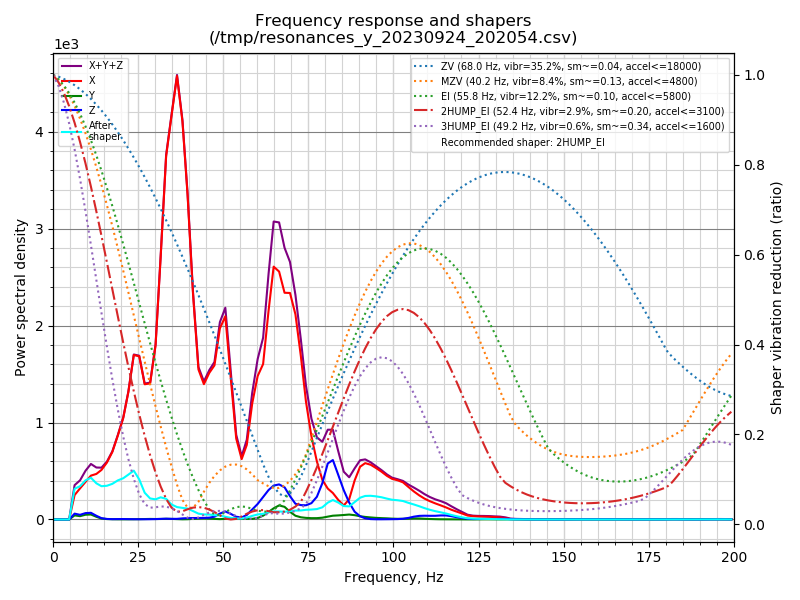 Frequency response and shapers
(/tmp/resonances_y_20230924_202054.csv)
1e3
X+Y+Z
X
Y
Z
After
shaper
ZV (68.0 Hz, vibr=35.2%, sm~=0.04, accel<=18000)
MZV (40.2 Hz, vibr=8.4%, sm~=0.13, accel<=4800)
EI (55.8 Hz, vibr=12.2%, sm~=0.10, accel<=5800)
2HUMP_EI (52.4 Hz, vibr=2.9%, sm~=0.20, accel<=3100)
3HUMP_EI (49.2 Hz, vibr=0.6%, sm~=0.34, accel<=1600)
Recommended shaper: 2HUMP_EI
Power spectral density
4
3
2
1
0
Shaper vibration reduction (ratio)
1.0
0.8
0.6
0.4
0.2
0.0
0 25 50 75 100 125 150 175 200
Frequency, Hz